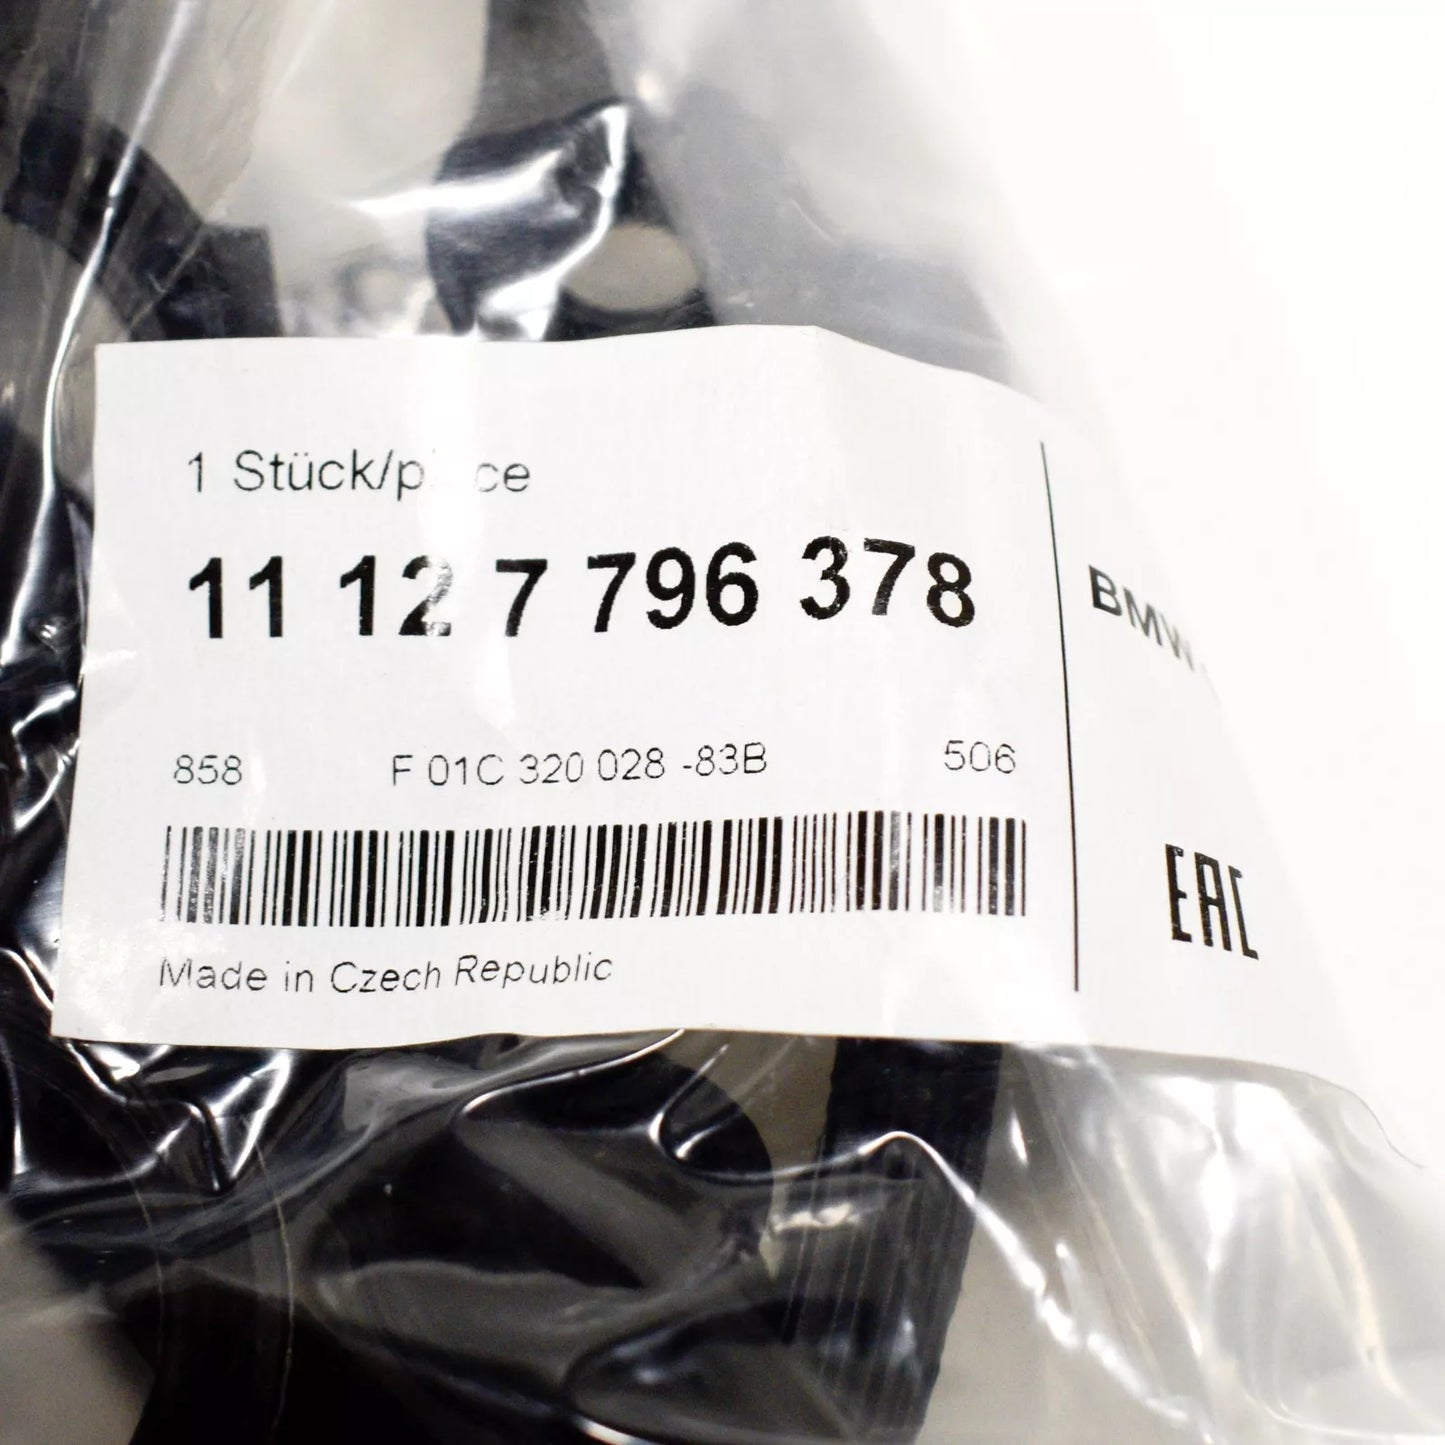 1 Stück/piece
11 12 7 796 378
858 F 01C 320 028 -83B 506
Made in Czech Republic
BMW
EAC